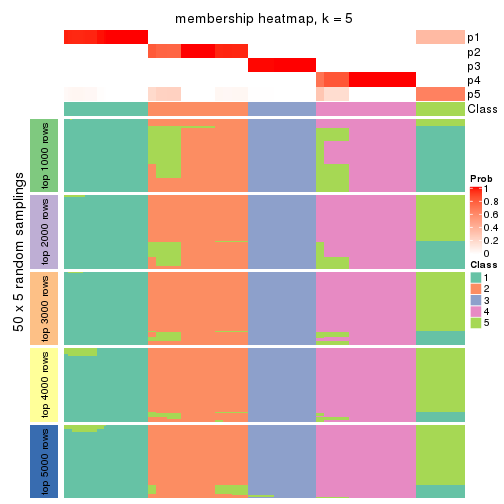 membership heatmap, k = 5
p1
p2
p3
p4
p5
Class
50 x 5 random samplings
top 1000 rows
top 2000 rows
top 3000 rows
top 4000 rows
top 5000 rows
Prob
1
0.8
0.6
0.4
0.2
0
Class
1
2
3
4
5